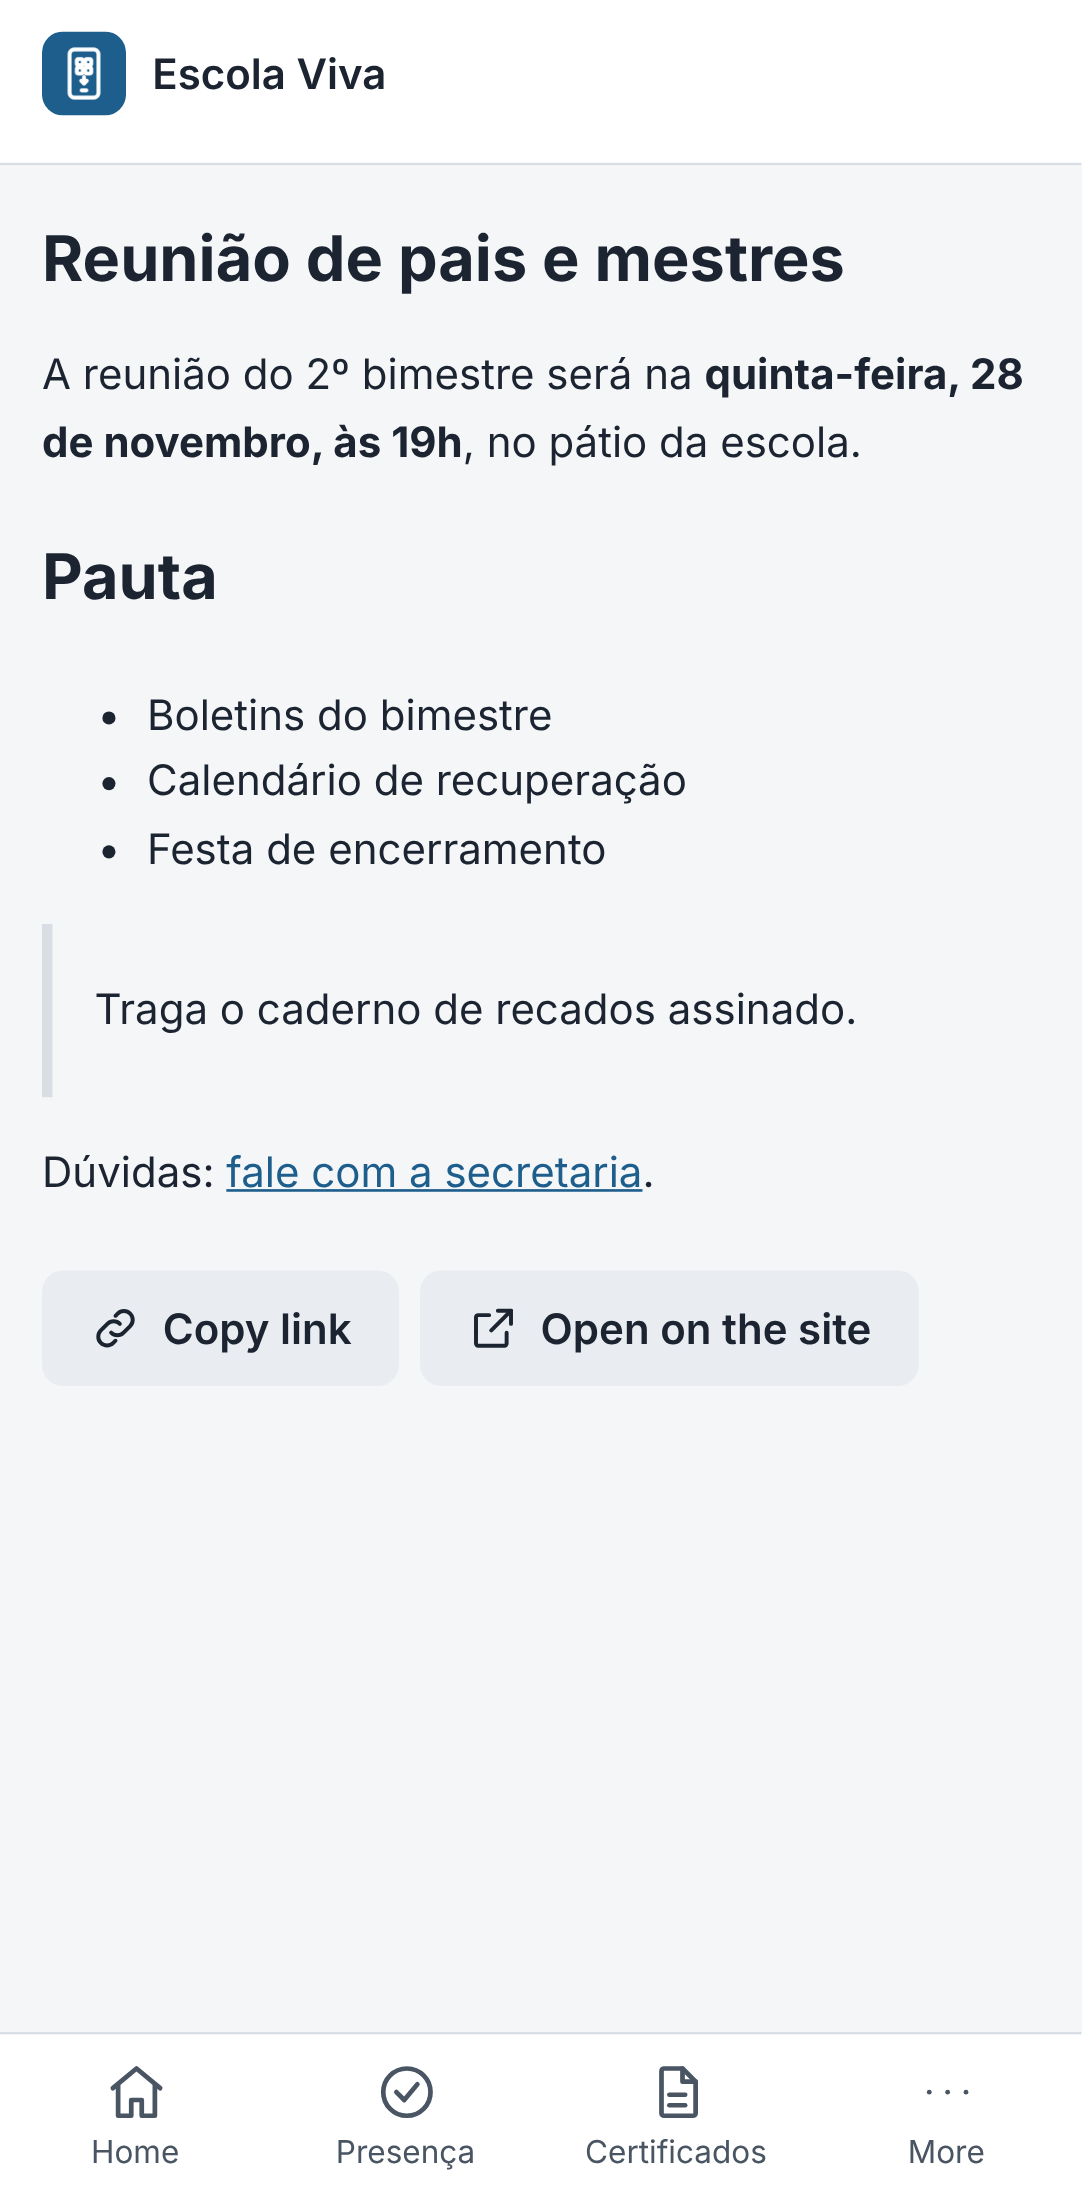 Escola Viva
Reunião de pais e mestres
A reunião do 2º bimestre será na quinta-feira, 28
de novembro, às 19h, no pátio da escola.
Pauta
• Boletins do bimestre
• Calendário de recuperação
• Festa de encerramento
Traga o caderno de recados assinado.
Dúvidas: fale com a secretaria.
Copy link
Open on the site
Home
Presença
Certificados
More